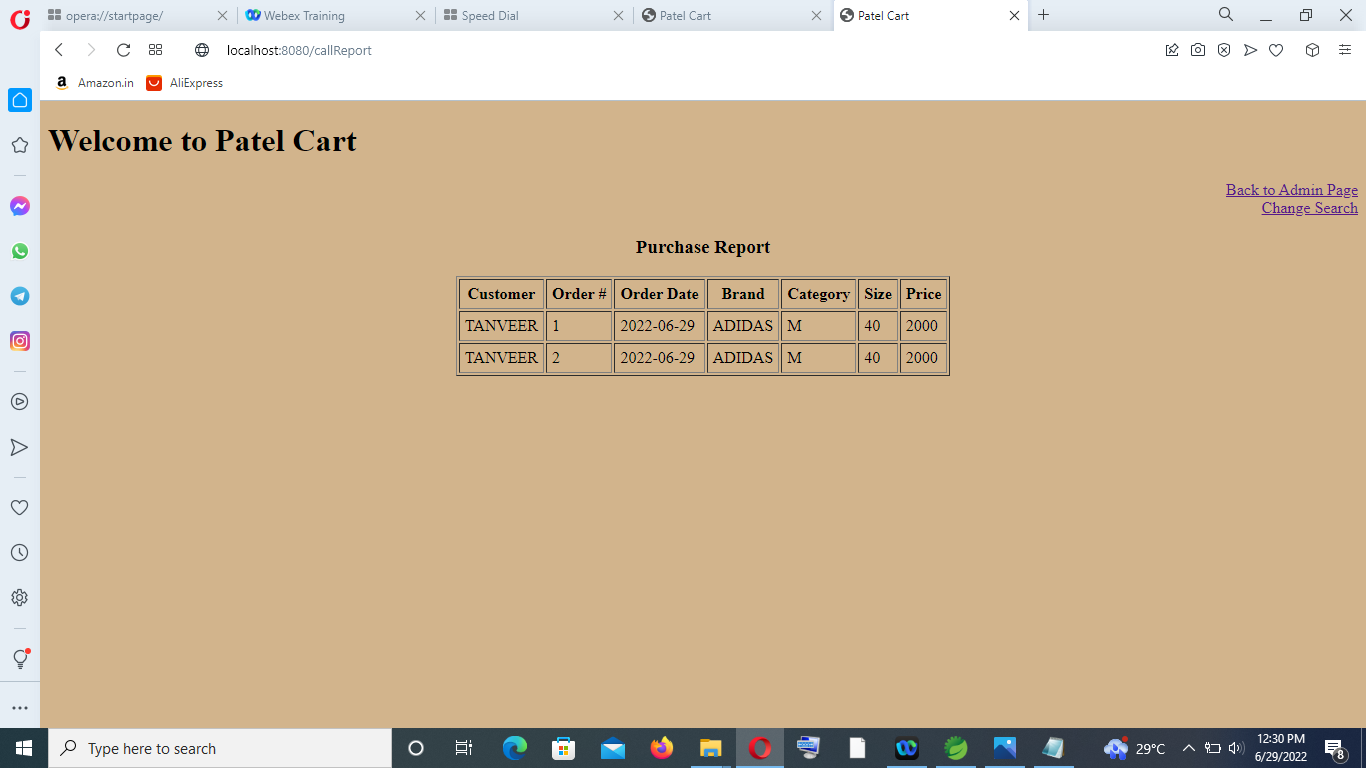 opera://startpage/ Webex Training Speed Dial Patel Cart Patel Cart
localhost:8080/callReport
a Amazon.in AliExpress
Welcome to Patel Cart
Back to Admin Page
Change Search
Purchase Report
Customer Order # Order Date Brand Category Size Price
TANVEER 1 2022-06-29 ADIDAS M 40 2000
TANVEER 2 2022-06-29 ADIDAS M 40 2000
Type here to search
29°C
12:30 PM
6/29/2022
8